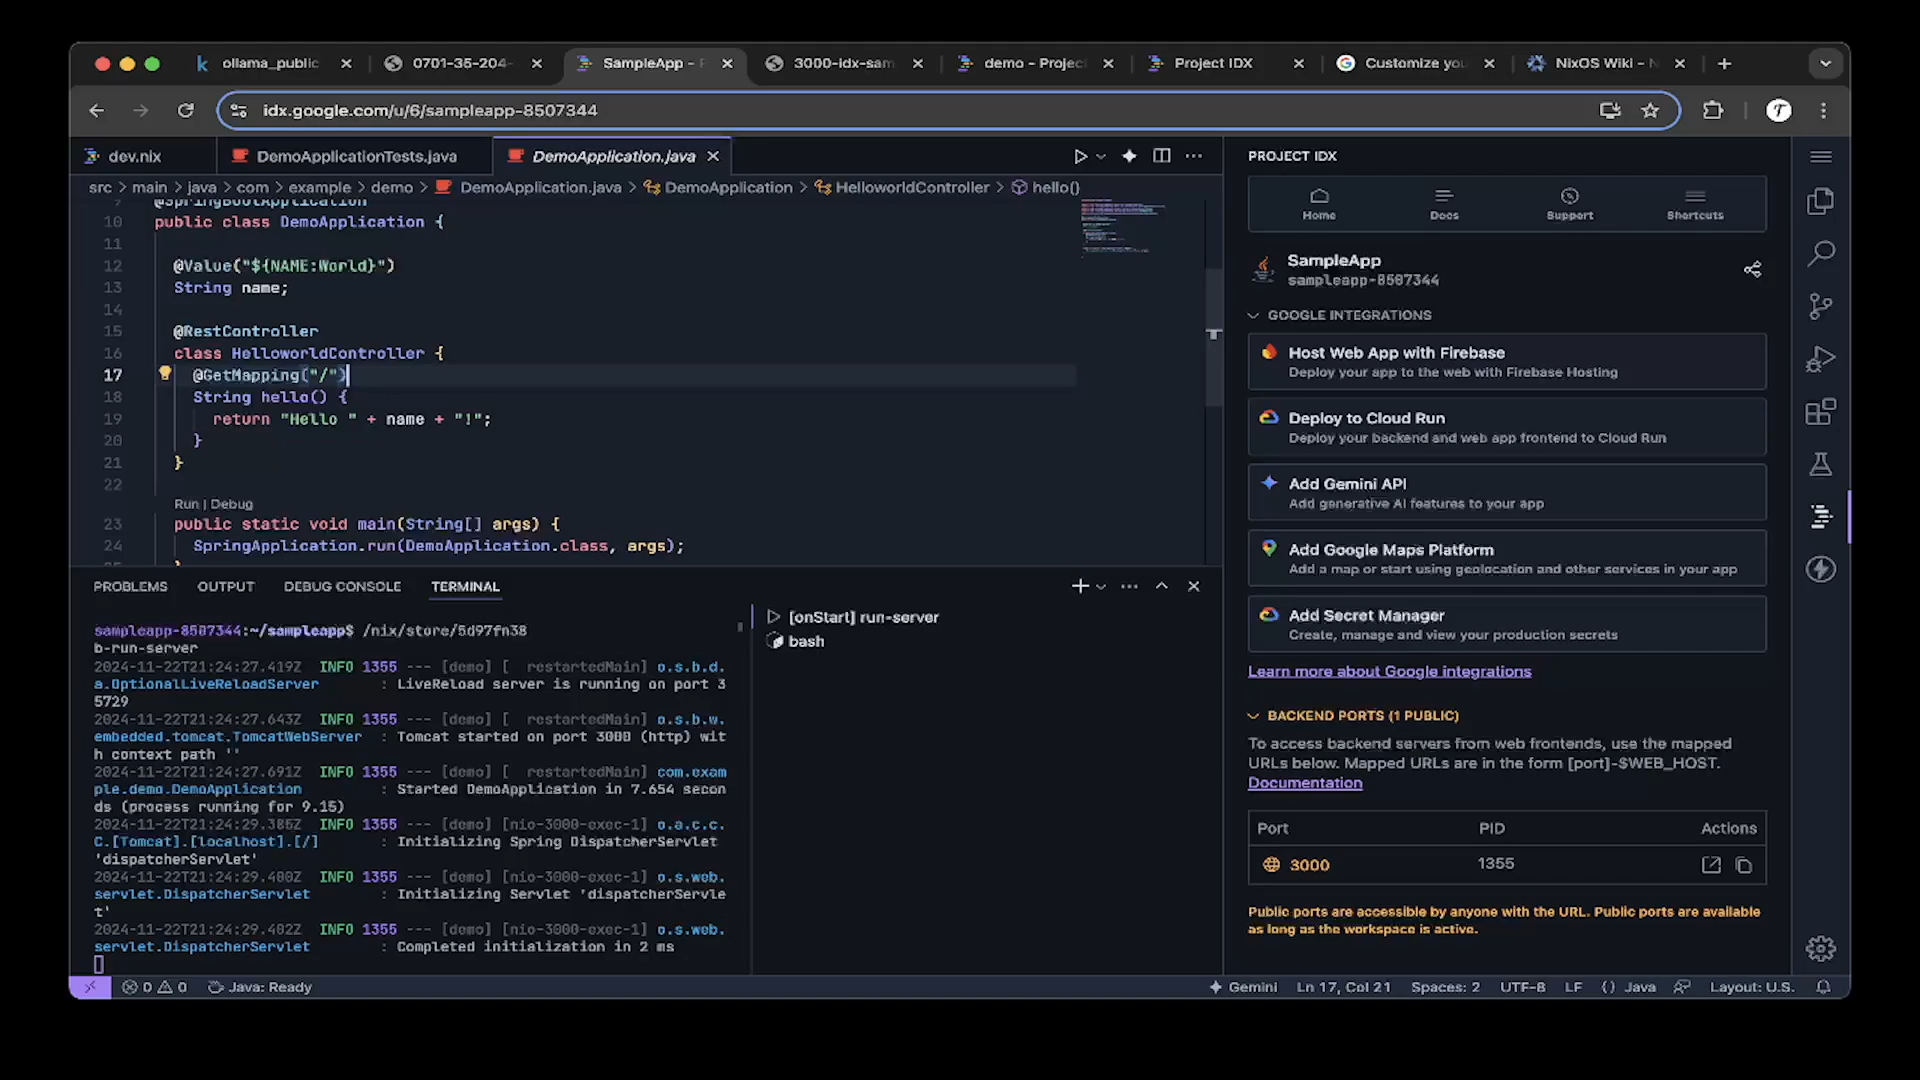 ollama_public
0701-35-204-
SampleApp -
3000-idx-sam
demo - Project
Project IDX
Customize you
NixOS Wiki -
idx.google.com/u/6/sampleapp-8507344
dev.nix
DemoApplicationTests.java
DemoApplication.java
src > main > java > com > example > demo > DemoApplication.java > DemoApplication > HelloworldController > hello()
9 @SpringBootApplication
10 public class DemoApplication {
11
12 @Value("${NAME:World}")
13 String name;
14
15 @RestController
16 class HelloworldController {
17 @GetMapping("/")
18 String hello() {
19 return "Hello " + name + "!";
20 }
21 }
22
Run | Debug
23 public static void main(String[] args) {
24 SpringApplication.run(DemoApplication.class, args);
PROBLEMS OUTPUT DEBUG CONSOLE TERMINAL
sampleapp-8507344:~/sampleapp$ /nix/store/5d97fn38
b-run-server
2024-11-22T21:24:27.419Z INFO 1355 --- [demo] [ restartedMain] o.s.b.d.
a.OptionalLiveReloadServer : LiveReload server is running on port 3
5729
2024-11-22T21:24:27.643Z INFO 1355 --- [demo] [ restartedMain] o.s.b.w.
embedded.tomcat.TomcatWebServer : Tomcat started on port 3000 (http) wit
h context path ''
2024-11-22T21:24:27.691Z INFO 1355 --- [demo] [ restartedMain] com.exam
ple.demo.DemoApplication : Started DemoApplication in 7.654 secon
ds (process running for 9.15)
2024-11-22T21:24:29.385Z INFO 1355 --- [demo] [nio-3000-exec-1] o.a.c.c.
C.[Tomcat].[localhost].[/] : Initializing Spring DispatcherServlet
'dispatcherServlet'
2024-11-22T21:24:29.400Z INFO 1355 --- [demo] [nio-3000-exec-1] o.s.web.
servlet.DispatcherServlet : Initializing Servlet 'dispatcherServle
t'
2024-11-22T21:24:29.402Z INFO 1355 --- [demo] [nio-3000-exec-1] o.s.web.
servlet.DispatcherServlet : Completed initialization in 2 ms
[onStart] run-server
bash
PROJECT IDX
Home
Docs
Support
Shortcuts
SampleApp
sampleapp-8507344
GOOGLE INTEGRATIONS
Host Web App with Firebase
Deploy your app to the web with Firebase Hosting
Deploy to Cloud Run
Deploy your backend and web app frontend to Cloud Run
Add Gemini API
Add generative AI features to your app
Add Google Maps Platform
Add a map or start using geolocation and other services in your app
Add Secret Manager
Create, manage and view your production secrets
Learn more about Google integrations
BACKEND PORTS (1 PUBLIC)
To access backend servers from web frontends, use the mapped
URLs below. Mapped URLs are in the form [port]-$WEB_HOST.
Documentation
Port PID Actions
3000 1355
Public ports are accessible by anyone with the URL. Public ports are available
as long as the workspace is active.
0 0 Java: Ready
Gemini Ln 17, Col 21 Spaces: 2 UTF-8 LF {} Java Layout: U.S.